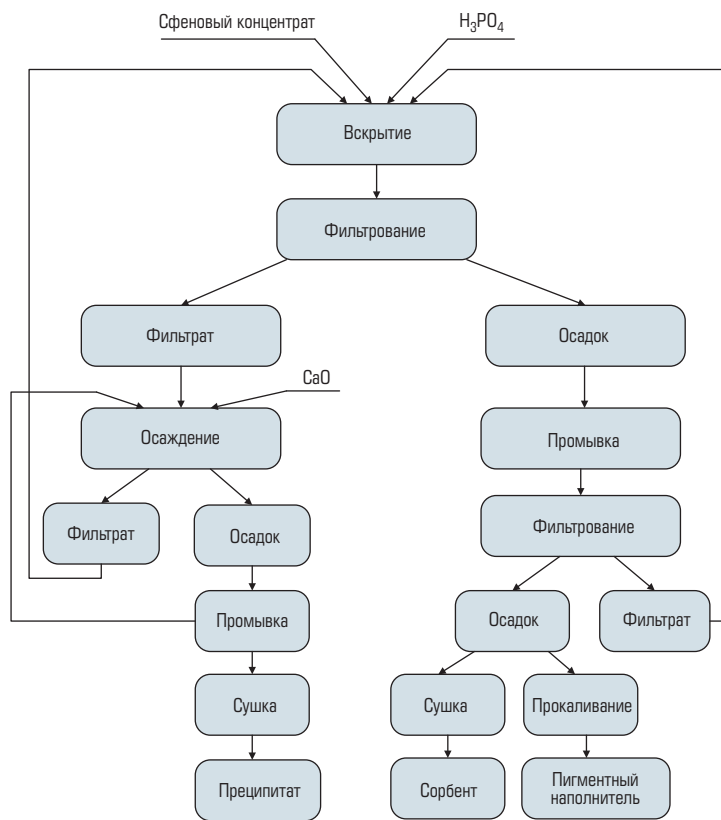 Сфеновый концентрат
H₃PO₄
Вскрытие
Фильтрование
Фильтрат
Осадок
CaO
Осаждение
Промывка
Фильтрат
Осадок
Фильтрование
Промывка
Осадок
Фильтрат
Сушка
Сушка
Прокаливание
Преципитат
Сорбент
Пигментный
наполнитель